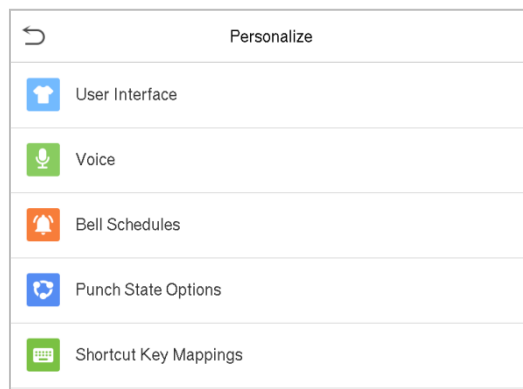 Personalize
User Interface
Voice
Bell Schedules
Punch State Options
Shortcut Key Mappings